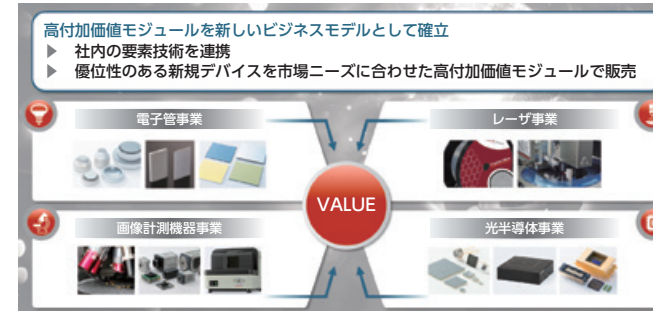 高付加価値モジュールを新しいビジネスモデルとして確立
▶ 社内の要素技術を連携
▶ 優位性のある新規デバイスを市場ニーズに合わせた高付加価値モジュールで販売
電子管事業
レーザ事業
VALUE
画像計測機器事業
光半導体事業